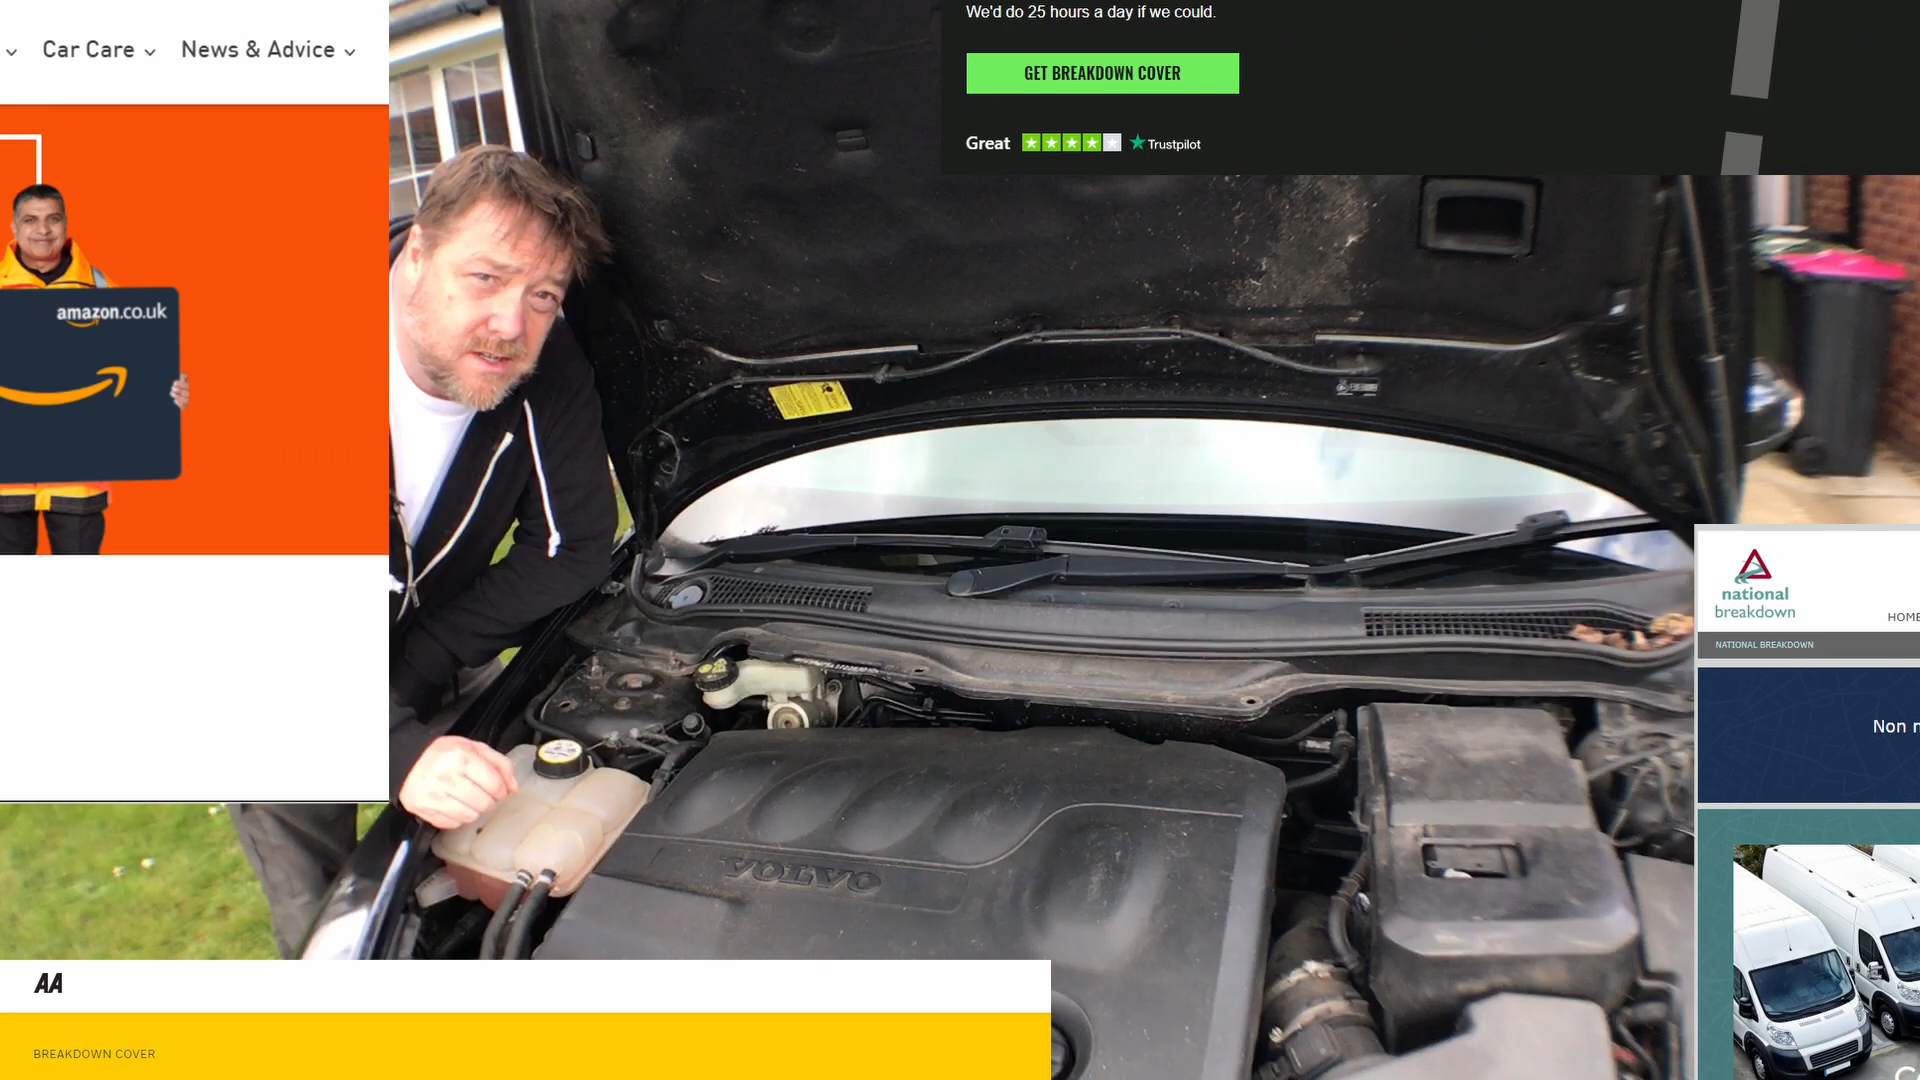 Car Care
News & Advice
We'd do 25 hours a day if we could.
GET BREAKDOWN COVER
Great
Trustpilot
amazon.co.uk
VOLVO
national
breakdown
HOME
NATIONAL BREAKDOWN
Non
AA
BREAKDOWN COVER